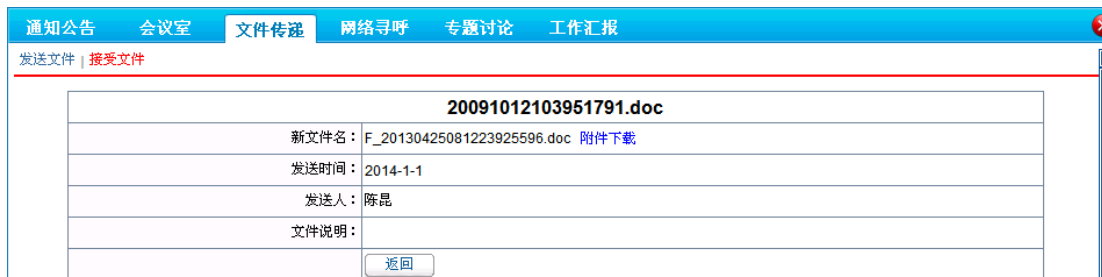 通知公告 会议室 文件传递 网络寻呼 专题讨论 工作汇报
发送文件 | 接受文件
20091012103951791.doc
新文件名： F_20130425081223925596.doc 附件下载
发送时间： 2014-1-1
发送人： 陈昆
文件说明：
返回